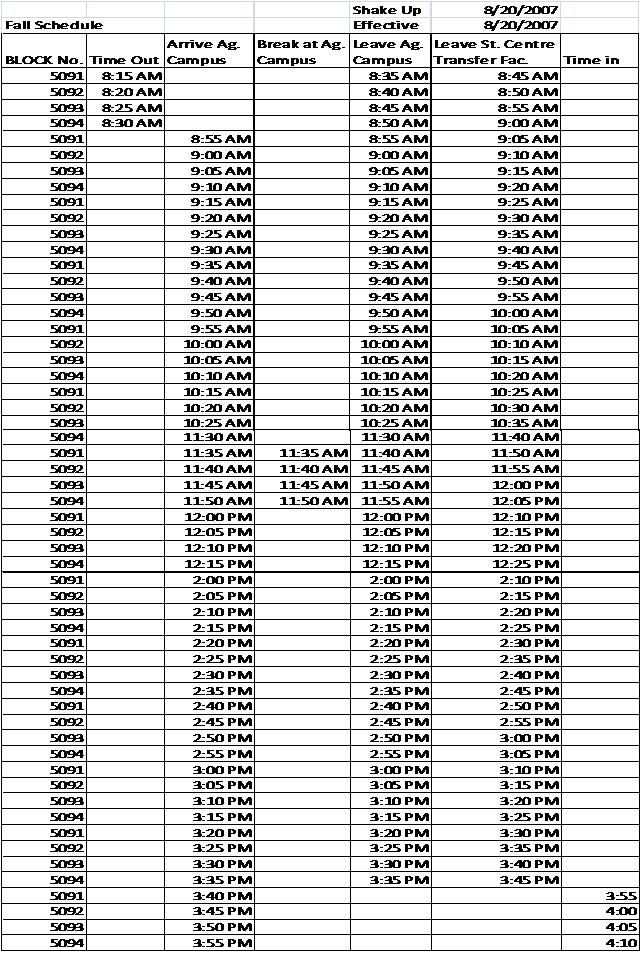 Shake Up 8/20/2007
Fall Schedule Effective 8/20/2007
Arrive Ag. Break at Ag. Leave Ag. Leave St. Centre
BLOCK No. Time Out Campus Campus Campus Transfer Fac. Time in
5091 8:15 AM 8:35 AM 8:45 AM
5092 8:20 AM 8:40 AM 8:50 AM
5093 8:25 AM 8:45 AM 8:55 AM
5094 8:30 AM 8:50 AM 9:00 AM
5091 8:55 AM 8:55 AM 9:05 AM
5092 9:00 AM 9:00 AM 9:10 AM
5093 9:05 AM 9:05 AM 9:15 AM
5094 9:10 AM 9:10 AM 9:20 AM
5091 9:15 AM 9:15 AM 9:25 AM
5092 9:20 AM 9:20 AM 9:30 AM
5093 9:25 AM 9:25 AM 9:35 AM
5094 9:30 AM 9:30 AM 9:40 AM
5091 9:35 AM 9:35 AM 9:45 AM
5092 9:40 AM 9:40 AM 9:50 AM
5093 9:45 AM 9:45 AM 9:55 AM
5094 9:50 AM 9:50 AM 10:00 AM
5091 9:55 AM 9:55 AM 10:05 AM
5092 10:00 AM 10:00 AM 10:10 AM
5093 10:05 AM 10:05 AM 10:15 AM
5094 10:10 AM 10:10 AM 10:20 AM
5091 10:15 AM 10:15 AM 10:25 AM
5092 10:20 AM 10:20 AM 10:30 AM
5093 10:25 AM 10:25 AM 10:35 AM
5094 11:30 AM 11:30 AM 11:40 AM
5091 11:35 AM 11:35 AM 11:40 AM 11:50 AM
5092 11:40 AM 11:40 AM 11:45 AM 11:55 AM
5093 11:45 AM 11:45 AM 11:50 AM 12:00 PM
5094 11:50 AM 11:50 AM 11:55 AM 12:05 PM
5091 12:00 PM 12:00 PM 12:10 PM
5092 12:05 PM 12:05 PM 12:15 PM
5093 12:10 PM 12:10 PM 12:20 PM
5094 12:15 PM 12:15 PM 12:25 PM
5091 2:00 PM 2:00 PM 2:10 PM
5092 2:05 PM 2:05 PM 2:15 PM
5093 2:10 PM 2:10 PM 2:20 PM
5094 2:15 PM 2:15 PM 2:25 PM
5091 2:20 PM 2:20 PM 2:30 PM
5092 2:25 PM 2:25 PM 2:35 PM
5093 2:30 PM 2:30 PM 2:40 PM
5094 2:35 PM 2:35 PM 2:45 PM
5091 2:40 PM 2:40 PM 2:50 PM
5092 2:45 PM 2:45 PM 2:55 PM
5093 2:50 PM 2:50 PM 3:00 PM
5094 2:55 PM 2:55 PM 3:05 PM
5091 3:00 PM 3:00 PM 3:10 PM
5092 3:05 PM 3:05 PM 3:15 PM
5093 3:10 PM 3:10 PM 3:20 PM
5094 3:15 PM 3:15 PM 3:25 PM
5091 3:20 PM 3:20 PM 3:30 PM
5092 3:25 PM 3:25 PM 3:35 PM
5093 3:30 PM 3:30 PM 3:40 PM
5094 3:35 PM 3:35 PM 3:45 PM
5091 3:40 PM 3:55
5092 3:45 PM 4:00
5093 3:50 PM 4:05
5094 3:55 PM 4:10